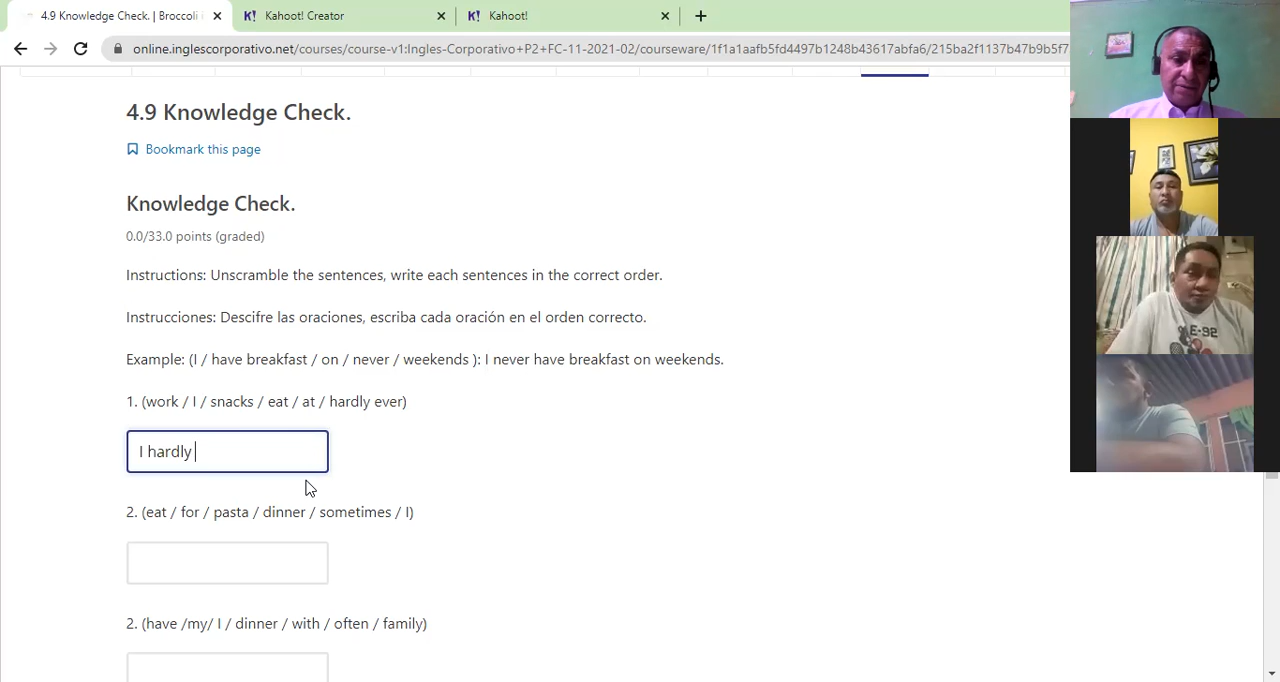 4.9 Knowledge Check. | Broccoli i
Kahoot! Creator
Kahoot!
online.inglescorporativo.net/courses/course-v1:Ingles-Corporativo+P2+FC-11-2021-02/courseware/1f1a1aafb5fd4497b1248b43617abfa6/215ba2f1137b47b9b5f7
4.9 Knowledge Check.
Bookmark this page
Knowledge Check.
0.0/33.0 points (graded)
Instructions: Unscramble the sentences, write each sentences in the correct order.
Instrucciones: Descifre las oraciones, escriba cada oración en el orden correcto.
Example: (I / have breakfast / on / never / weekends ): I never have breakfast on weekends.
1. (work / I / snacks / eat / at / hardly ever)
I hardly
2. (eat / for / pasta / dinner / sometimes / I)
2. (have /my/ I / dinner / with / often / family)